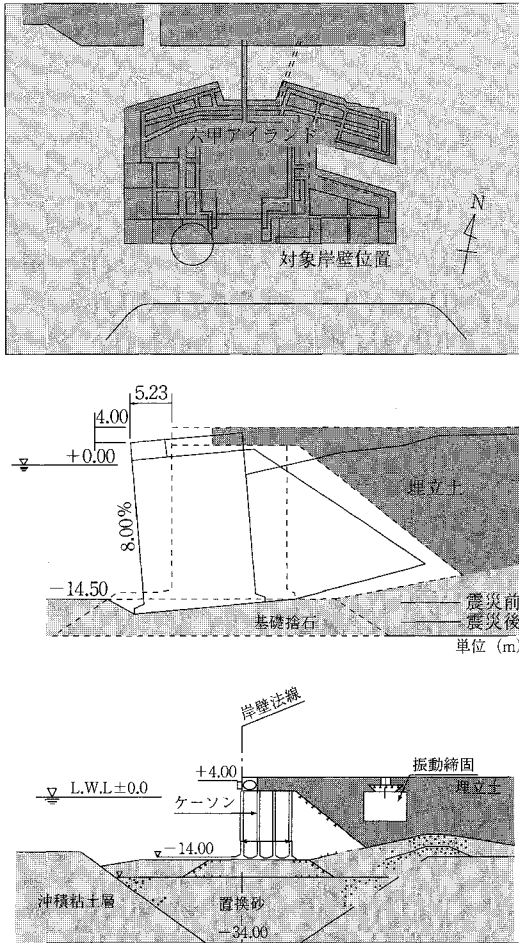 六甲アイランド
N
対象岸壁位置
5.23
4.00
+0.00
埋立土
8.00%
-14.50
基礎捨石
震災前
震災後
単位 (m)
岸壁法線
+4.00
振動締固
L.W.L±0.0
埋立土
ケーソン
-14.00
沖積粘土層
置換砂
-34.00